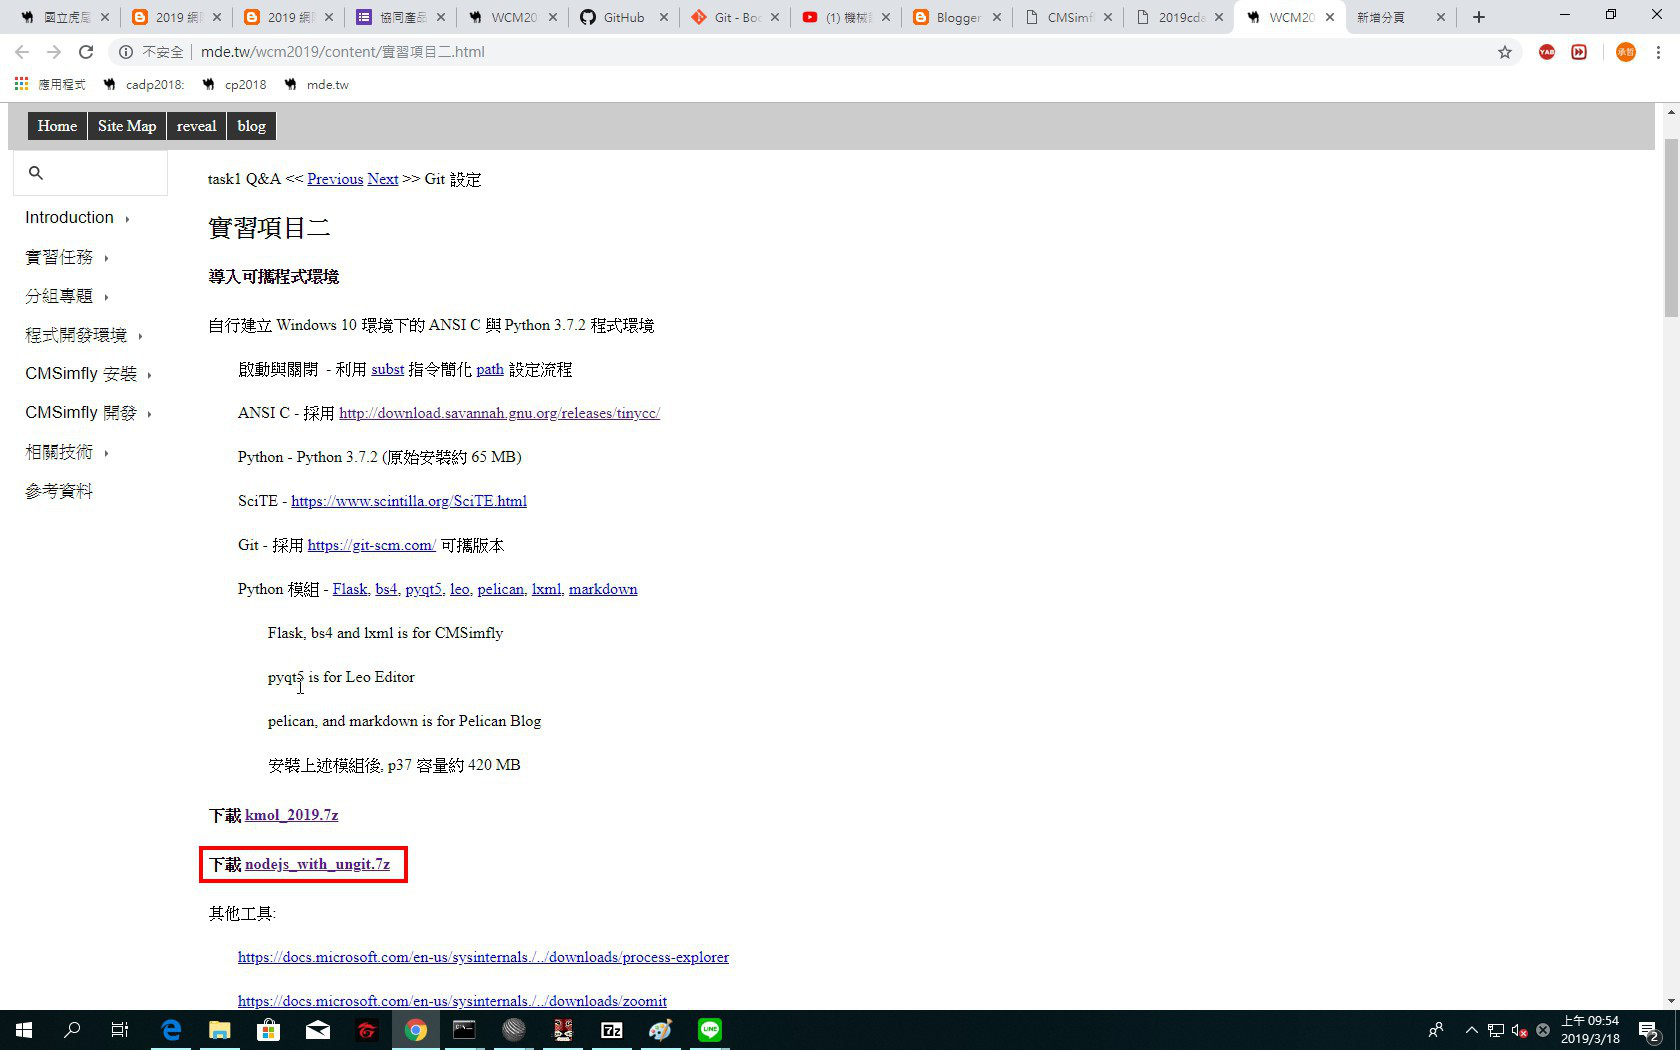 國立虎尾
2019 網際
2019 網際
協同產品
WCM20
GitHub
Git - Boo
(1) 機械設
Blogger
CMSimfl
2019cda
WCM20
新增分頁
不安全 | mde.tw/wcm2019/content/實習項目二.html
應用程式
cadp2018:
cp2018
mde.tw
Home
Site Map
reveal
blog
task1 Q&A << Previous Next >> Git 設定
Introduction
實習任務
分組專題
程式開發環境
CMSimfly 安裝
CMSimfly 開發
相關技術
參考資料
實習項目二
導入可攜程式環境
自行建立 Windows 10 環境下的 ANSI C 與 Python 3.7.2 程式環境
啟動與關閉 - 利用 subst 指令簡化 path 設定流程
ANSI C - 採用 http://download.savannah.gnu.org/releases/tinycc/
Python - Python 3.7.2 (原始安裝約 65 MB)
SciTE - https://www.scintilla.org/SciTE.html
Git - 採用 https://git-scm.com/ 可攜版本
Python 模組 - Flask, bs4, pyqt5, leo, pelican, lxml, markdown
Flask, bs4 and lxml is for CMSimfly
pyqt5 is for Leo Editor
pelican, and markdown is for Pelican Blog
安裝上述模組後, p37 容量約 420 MB
下載 kmol_2019.7z
下載 nodejs_with_ungit.7z
其他工具:
https://docs.microsoft.com/en-us/sysinternals./../downloads/process-explorer
https://docs.microsoft.com/en-us/sysinternals./../downloads/zoomit
7z
LINE
上午 09:54
2019/3/18
2